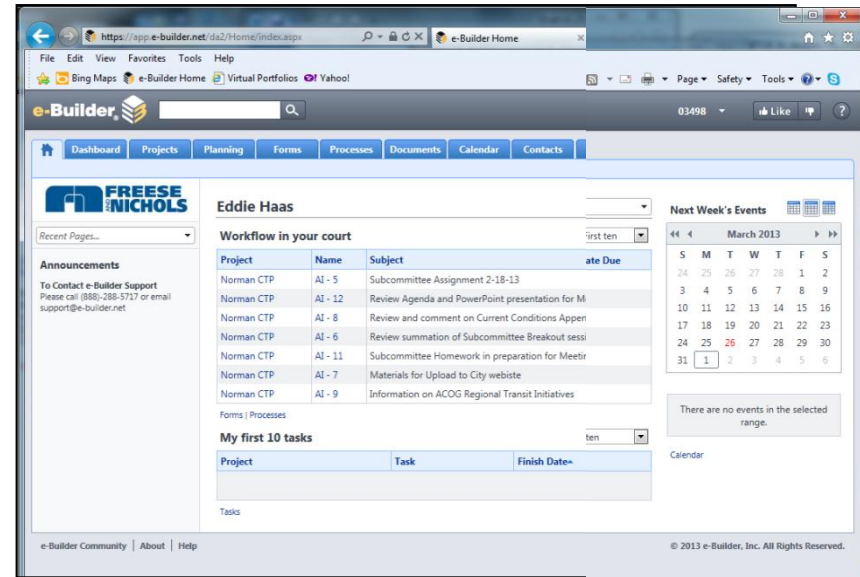 https://app.e-builder.net/da2/Home/index.aspx
e-Builder Home
File Edit View Favorites Tools Help
Bing Maps e-Builder Home Virtual Portfolios Yahoo!
Page Safety Tools
e-Builder
03498 Like ?
Dashboard Projects Planning Forms Processes Documents Calendar Contacts
FREESE
AND NICHOLS
Recent Pages...
Announcements
To Contact e-Builder Support
Please call (888)-288-5717 or email
support@e-builder.net
Eddie Haas
Workflow in your court
First ten
Project Name Subject ate Due
Norman CTP AI - 5 Subcommittee Assignment 2-18-13
Norman CTP AI - 12 Review Agenda and PowerPoint presentation for M
Norman CTP AI - 8 Review and comment on Current Conditions Appen
Norman CTP AI - 6 Review summation of Subcommittee Breakout sessi
Norman CTP AI - 11 Subcommittee Homework in preparation for Meetin
Norman CTP AI - 7 Materials for Upload to City webiste
Norman CTP AI - 9 Information on ACOG Regional Transit Initiatives
Forms | Processes
My first 10 tasks
ten
Project Task Finish Date
Tasks
Next Week's Events
March 2013
S M T W T F S
24 25 26 27 28 1 2
3 4 5 6 7 8 9
10 11 12 13 14 15 16
17 18 19 20 21 22 23
24 25 26 27 28 29 30
31 1 2 3 4 5 6
There are no events in the selected
range.
Calendar
e-Builder Community | About | Help
© 2013 e-Builder, Inc. All Rights Reserved.